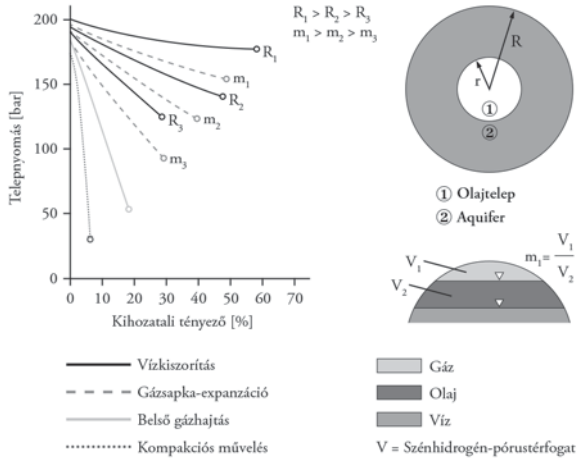 Telepnyomás [bar]
200
150
100
50
0
0 10 20 30 40 50 60 70
Kihozatali tényező [%]
R1
m1
R2
m2
R3
m3
R1 > R2 > R3
m1 > m2 > m3
R
r
①
②
① Olajtelep
② Aquifer
V1
V2
m1= V1
V2
Vízkiszorítás
Gázsapka-expanzáció
Belső gázhajtás
Kompakciós művelés
Gáz
Olaj
Víz
V = Szénhidrogén-pórustérfogat